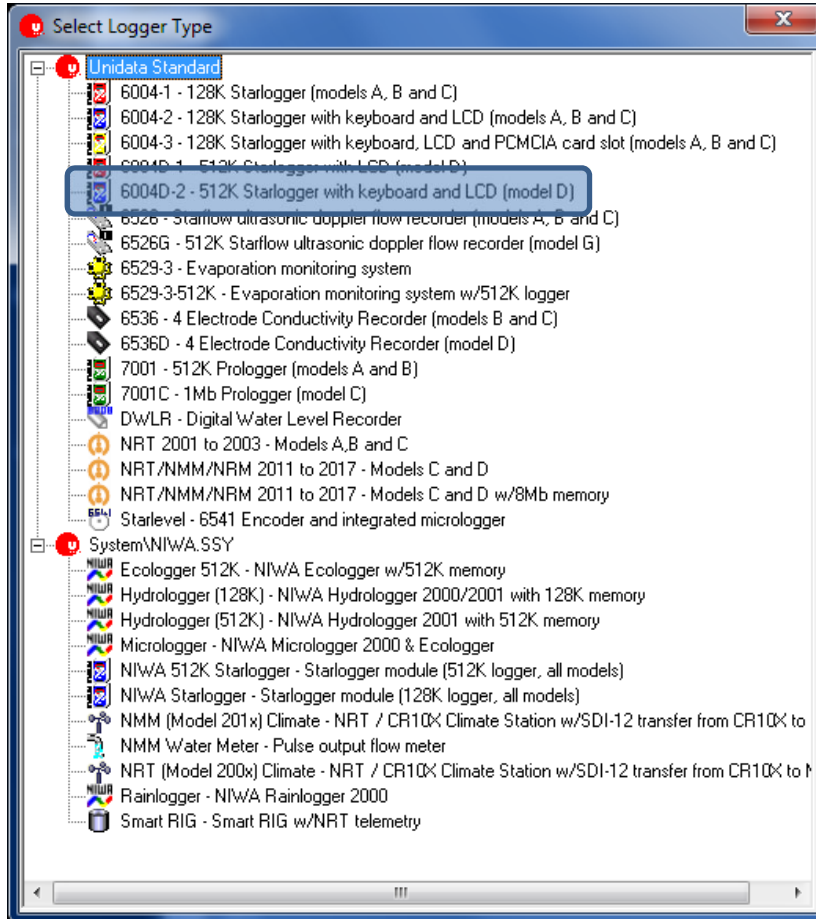 Select Logger Type
Unidata Standard
6004-1 - 128K Starlogger (models A, B and C)
6004-2 - 128K Starlogger with keyboard and LCD (models A, B and C)
6004-3 - 128K Starlogger with keyboard, LCD and PCMCIA card slot (models A, B and C)
6004D-1 - 512K Starlogger with LCD (model D)
6004D-2 - 512K Starlogger with keyboard and LCD (model D)
6526 - Starflow ultrasonic doppler flow recorder (models A, B and C)
6526G - 512K Starflow ultrasonic doppler flow recorder (model G)
6529-3 - Evaporation monitoring system
6529-3-512K - Evaporation monitoring system w/512K logger
6536 - 4 Electrode Conductivity Recorder (models B and C)
6536D - 4 Electrode Conductivity Recorder (model D)
7001 - 512K Prologger (models A and B)
7001C - 1Mb Prologger (model C)
DWLR - Digital Water Level Recorder
NRT 2001 to 2003 - Models A,B and C
NRT/NMM/NRM 2011 to 2017 - Models C and D
NRT/NMM/NRM 2011 to 2017 - Models C and D w/8Mb memory
6541 Starlevel - 6541 Encoder and integrated micrologger
System\NIWA.SSY
NIWA Ecologger 512K - NIWA Ecologger w/512K memory
NIWA Hydrologger (128K) - NIWA Hydrologger 2000/2001 with 128K memory
NIWA Hydrologger (512K) - NIWA Hydrologger 2001 with 512K memory
NIWA Micrologger - NIWA Micrologger 2000 & Ecologger
NIWA 512K Starlogger - Starlogger module (512K logger, all models)
NIWA Starlogger - Starlogger module (128K logger, all models)
NMM (Model 201x) Climate - NRT / CR10X Climate Station w/SDI-12 transfer from CR10X to
NMM Water Meter - Pulse output flow meter
NRT (Model 200x) Climate - NRT / CR10X Climate Station w/SDI-12 transfer from CR10X to
NIWA Rainlogger - NIWA Rainlogger 2000
Smart RIG - Smart RIG w/NRT telemetry